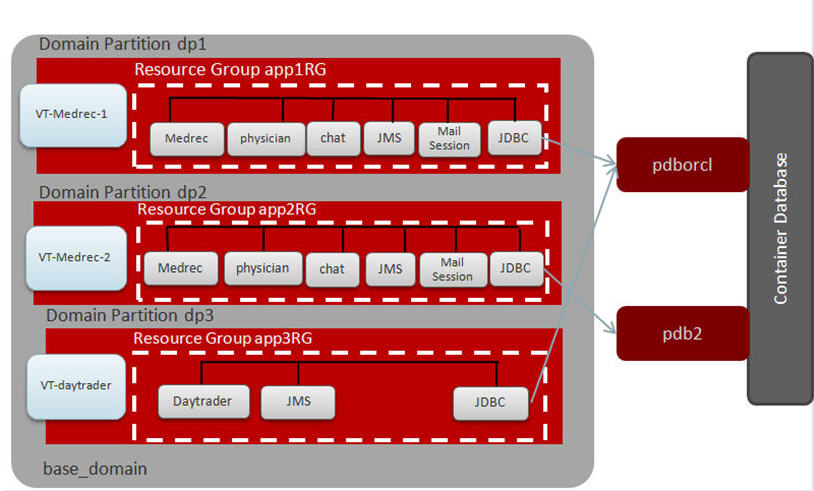 Domain Partition dp1
Resource Group app1RG
VT-Medrec-1
Medrec
physician
chat
JMS
Mail
Session
JDBC
Domain Partition dp2
Resource Group app2RG
VT-Medrec-2
Medrec
physician
chat
JMS
Mail
Session
JDBC
Domain Partition dp3
Resource Group app3RG
VT-daytrader
Daytrader
JMS
JDBC
base_domain
pdborcl
pdb2
Container Database